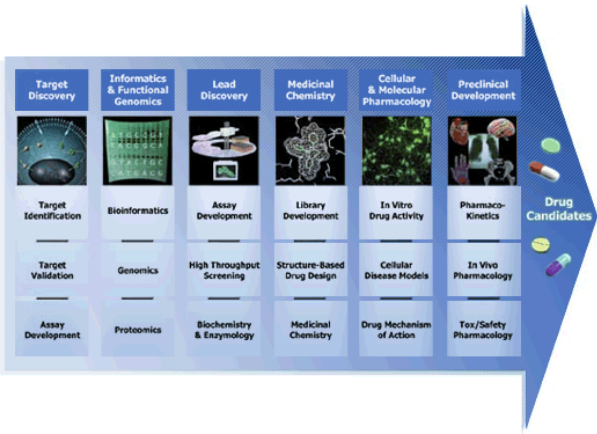 Target
Discovery
Informatics
& Functional
Genomics
Lead
Discovery
Medicinal
Chemistry
Cellular
& Molecular
Pharmacology
Preclinical
Development
Target
Identification
Bioinformatics
Assay
Development
Library
Development
In Vitro
Drug Activity
Pharmaco-
Kinetics
Drug
Candidates
Target
Validation
Genomics
High Throughput
Screening
Structure-Based
Drug Design
Cellular
Disease Models
In Vivo
Pharmacology
Assay
Development
Proteomics
Biochemistry
& Enzymology
Medicinal
Chemistry
Drug Mechanism
of Action
Tox/Safety
Pharmacology